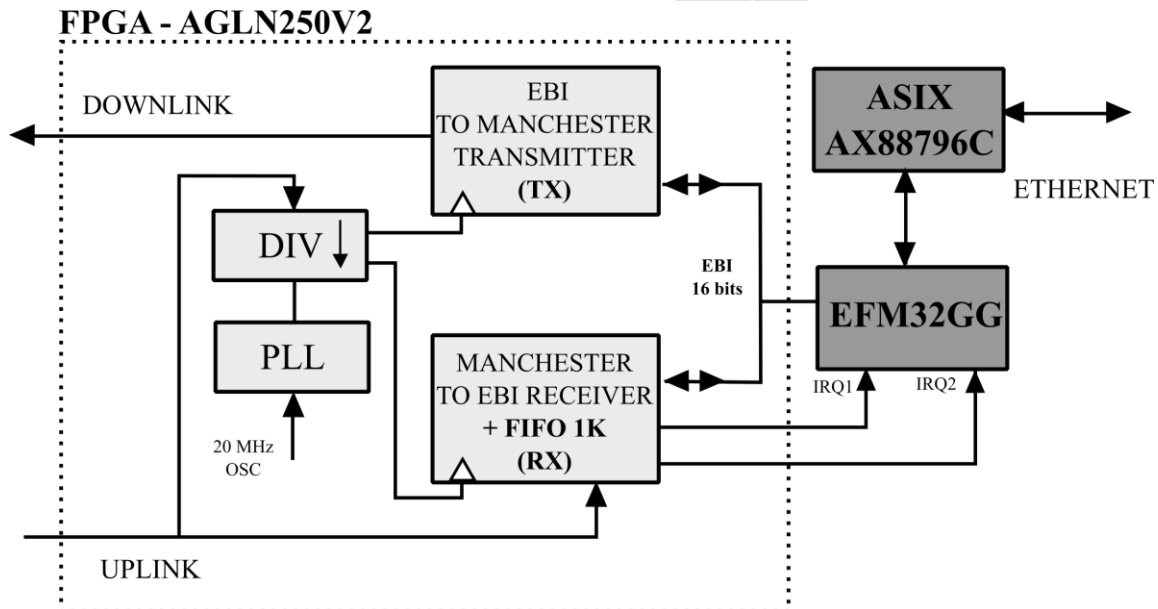 FPGA - AGLN250V2
DOWNLINK
EBI
TO MANCHESTER
TRANSMITTER
(TX)
ASIX
AX88796C
ETHERNET
DIV
EBI
16 bits
EFM32GG
PLL
MANCHESTER
TO EBI RECEIVER
+ FIFO 1K
(RX)
IRQ1
IRQ2
20 MHz
OSC
UPLINK